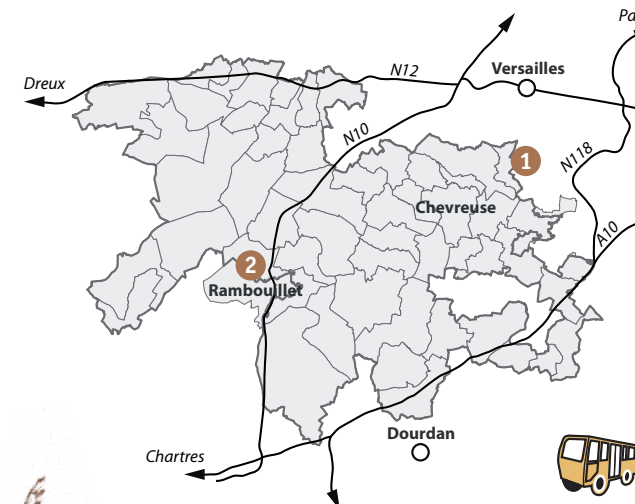 Pa
Versailles
N12
Dreux
N10
N118
1
Chevreuse
A10
2
Rambouillet
Dourdan
Chartres